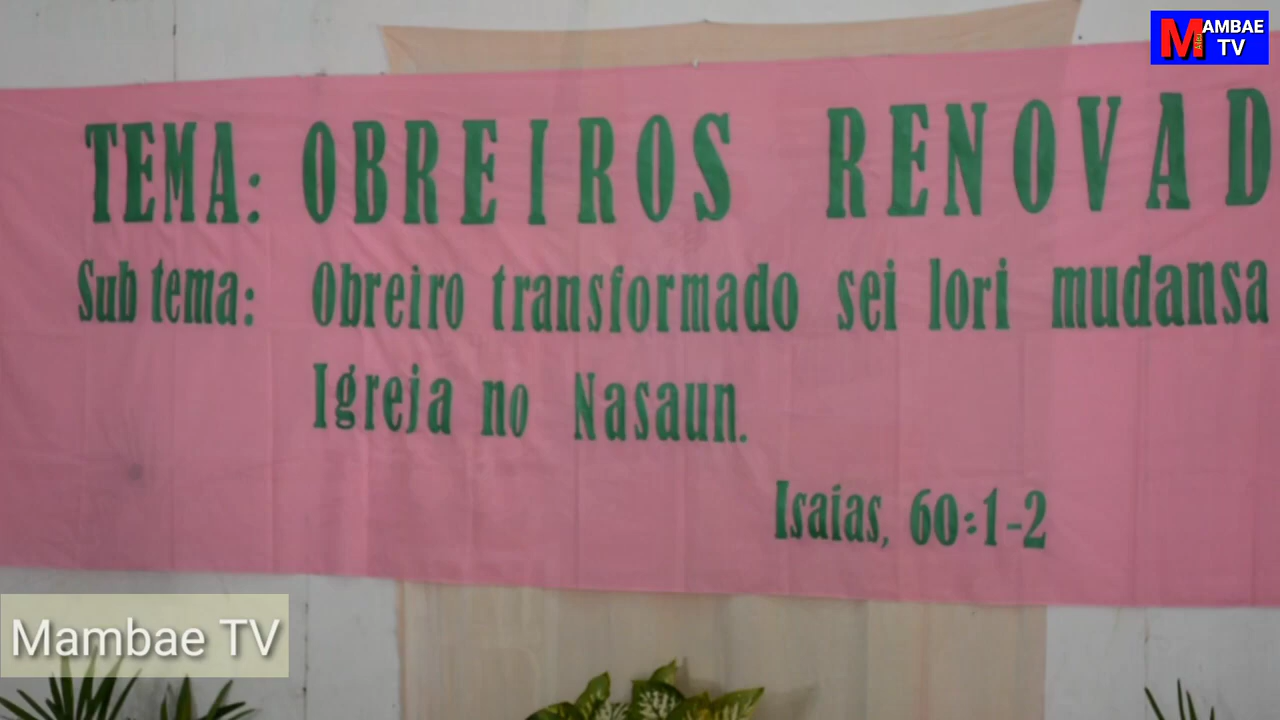 MAMBAE
TV
TEMA: OBREIROS RENOVAD
Sub tema: Obreiro transformado sei lori mudansa
Igreja no Nasaun.
Isaias, 60:1-2
Mambae TV